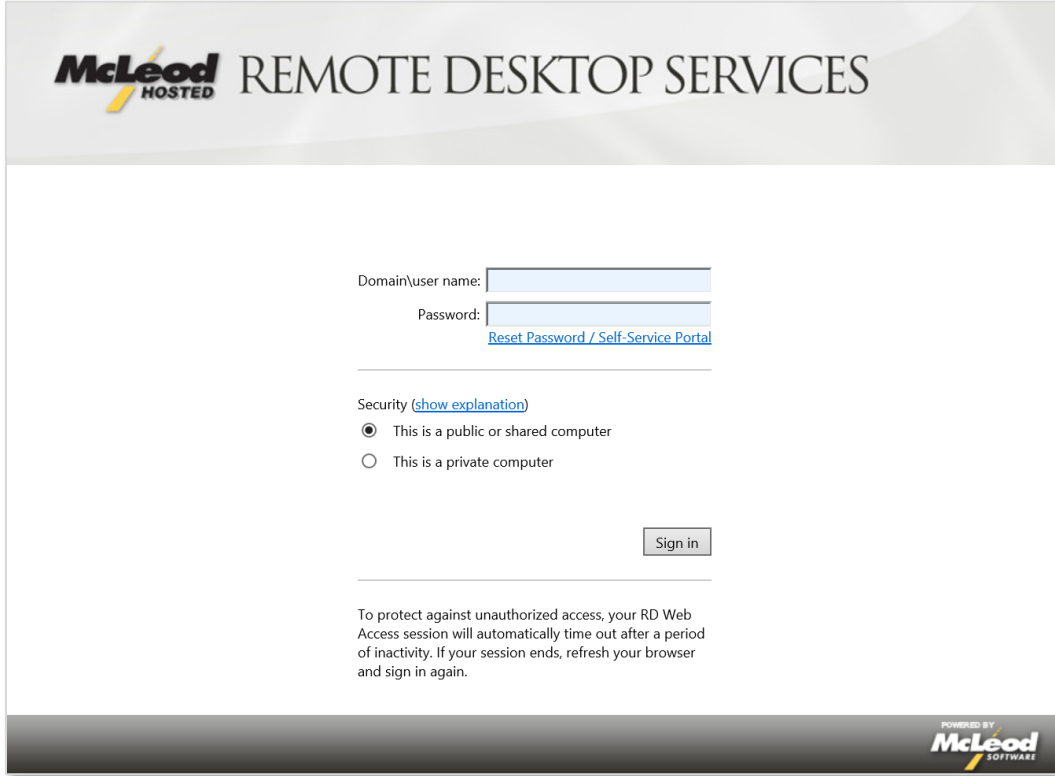 McLeod
HOSTED
REMOTE DESKTOP SERVICES
Domain\user name:
Password:
Reset Password / Self-Service Portal
Security (show explanation)
This is a public or shared computer
This is a private computer
Sign in
To protect against unauthorized access, your RD Web
Access session will automatically time out after a period
of inactivity. If your session ends, refresh your browser
and sign in again.
POWERED BY
McLeod
SOFTWARE